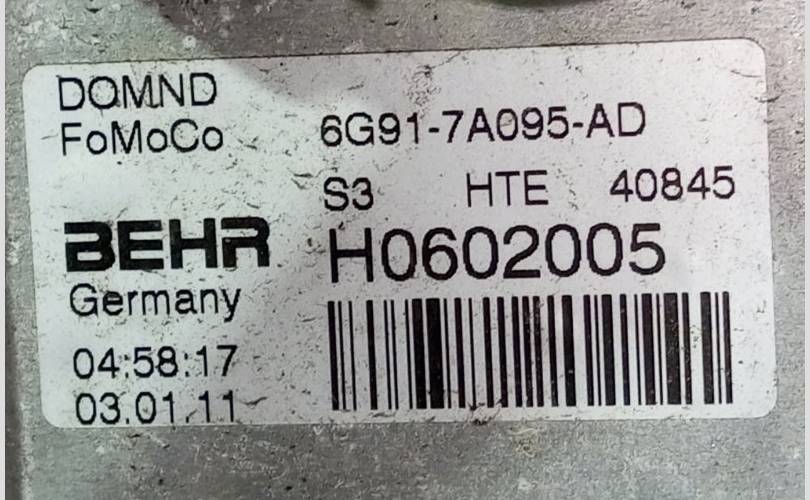 DOMND
FoMoCo 6G91-7A095-AD
S3 HTE 40845
BEHR H0602005
Germany
04:58:17
03.01.11